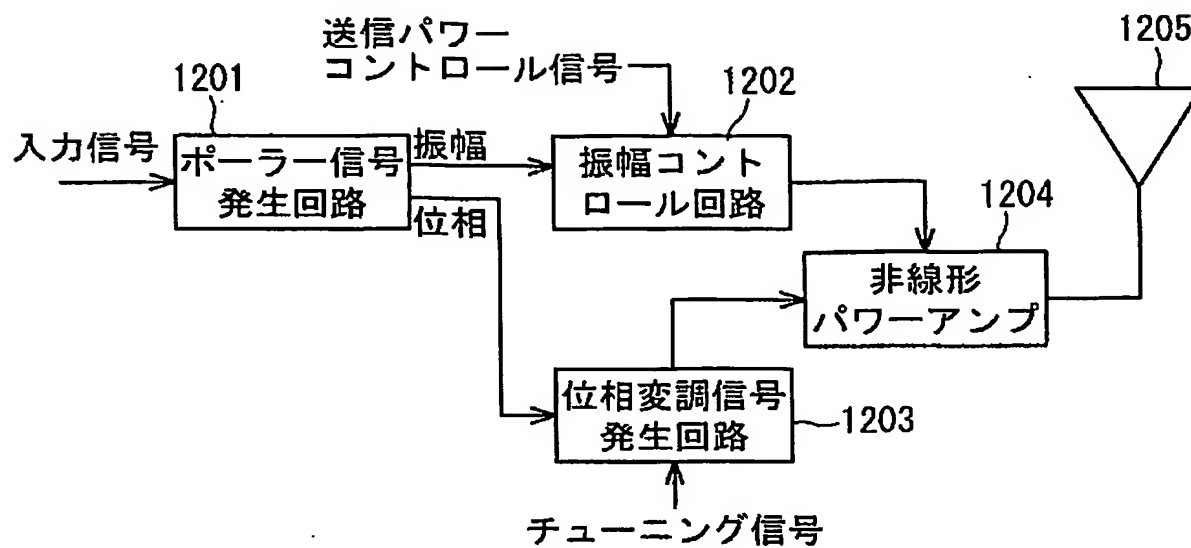 送信パワー
コントロール信号
1201
1202
1205
入力信号
ポーラー信号
発生回路
振幅
位相
振幅コント
ロール回路
1204
非線形
パワーアンプ
位相変調信号
発生回路
1203
チューニング信号